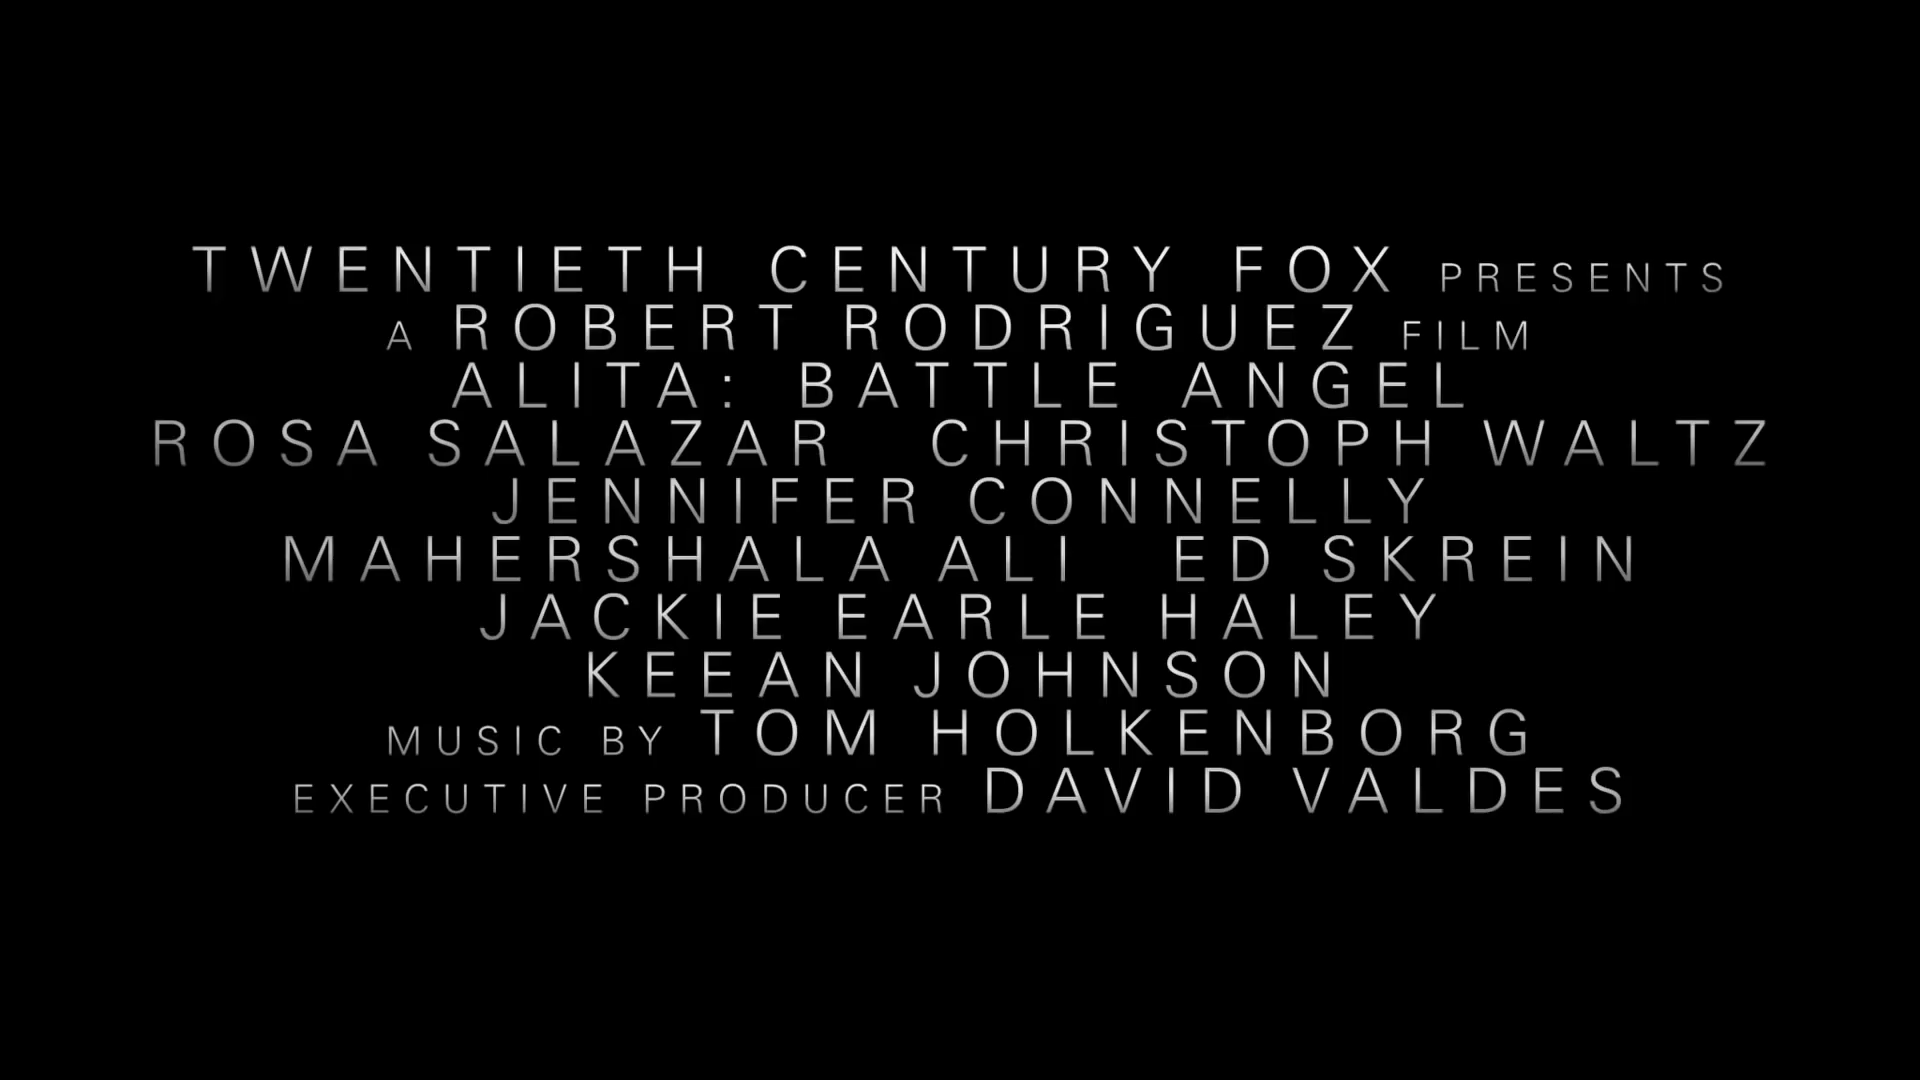 TWENTIETH CENTURY FOX PRESENTS
A ROBERT RODRIGUEZ FILM
ALITA: BATTLE ANGEL
ROSA SALAZAR CHRISTOPH WALTZ
JENNIFER CONNELLY
MAHERSHALA ALI ED SKREIN
JACKIE EARLE HALEY
KEEAN JOHNSON
MUSIC BY TOM HOLKENBORG
EXECUTIVE PRODUCER DAVID VALDES